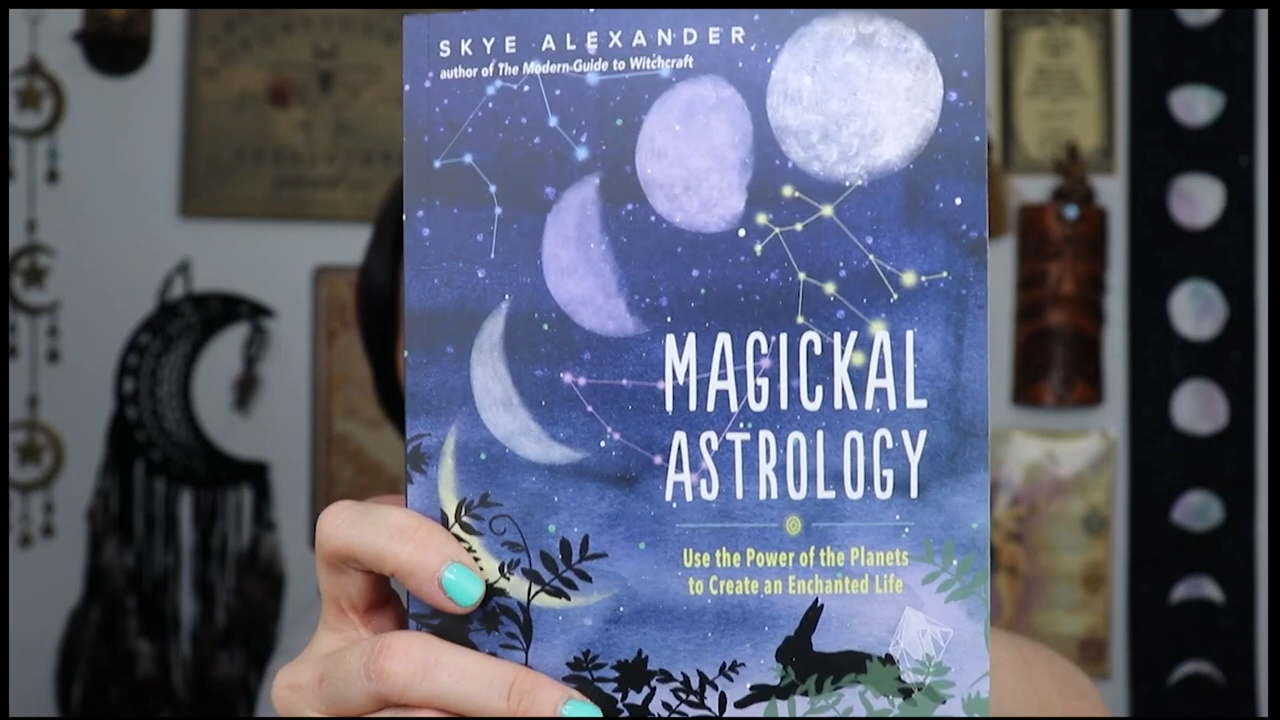 SKYE ALEXANDER
author of The Modern Guide to Witchcraft
MAGICKAL
ASTROLOGY
Use the Power of the Planets
to Create an Enchanted Life